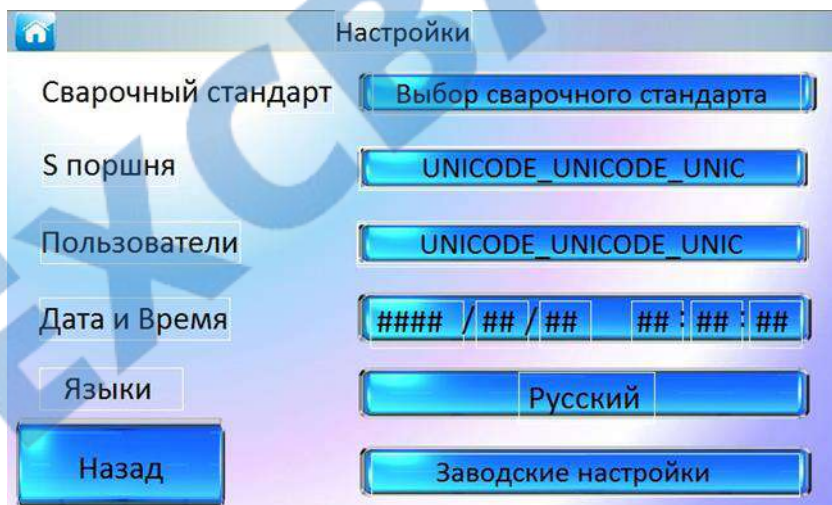 Настройки
Сварочный стандарт Выбор сварочного стандарта
S поршня UNICODE_UNICODE_UNIC
Пользователи UNICODE_UNICODE_UNIC
Дата и Время #### / ## / ## ## : ## : ##
Языки Русский
Назад Заводские настройки